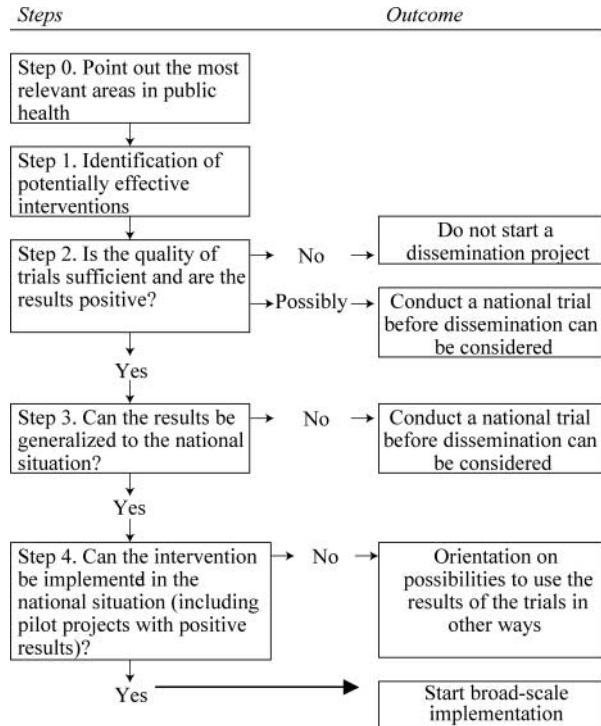 Steps
Outcome
Step 0. Point out the most
relevant areas in public
health
Step 1. Identification of
potentially effective
interventions
Step 2. Is the quality of
trials sufficient and are the
results positive?
No
Do not start a
dissemination project
Possibly
Conduct a national trial
before dissemination can
be considered
Yes
Step 3. Can the results be
generalized to the national
situation?
No
Conduct a national trial
before dissemination can
be considered
Yes
Step 4. Can the intervention
be implemented in the
national situation (including
pilot projects with positive
results)?
No
Orientation on
possibilities to use the
results of the trials in
other ways
Yes
Start broad-scale
implementation